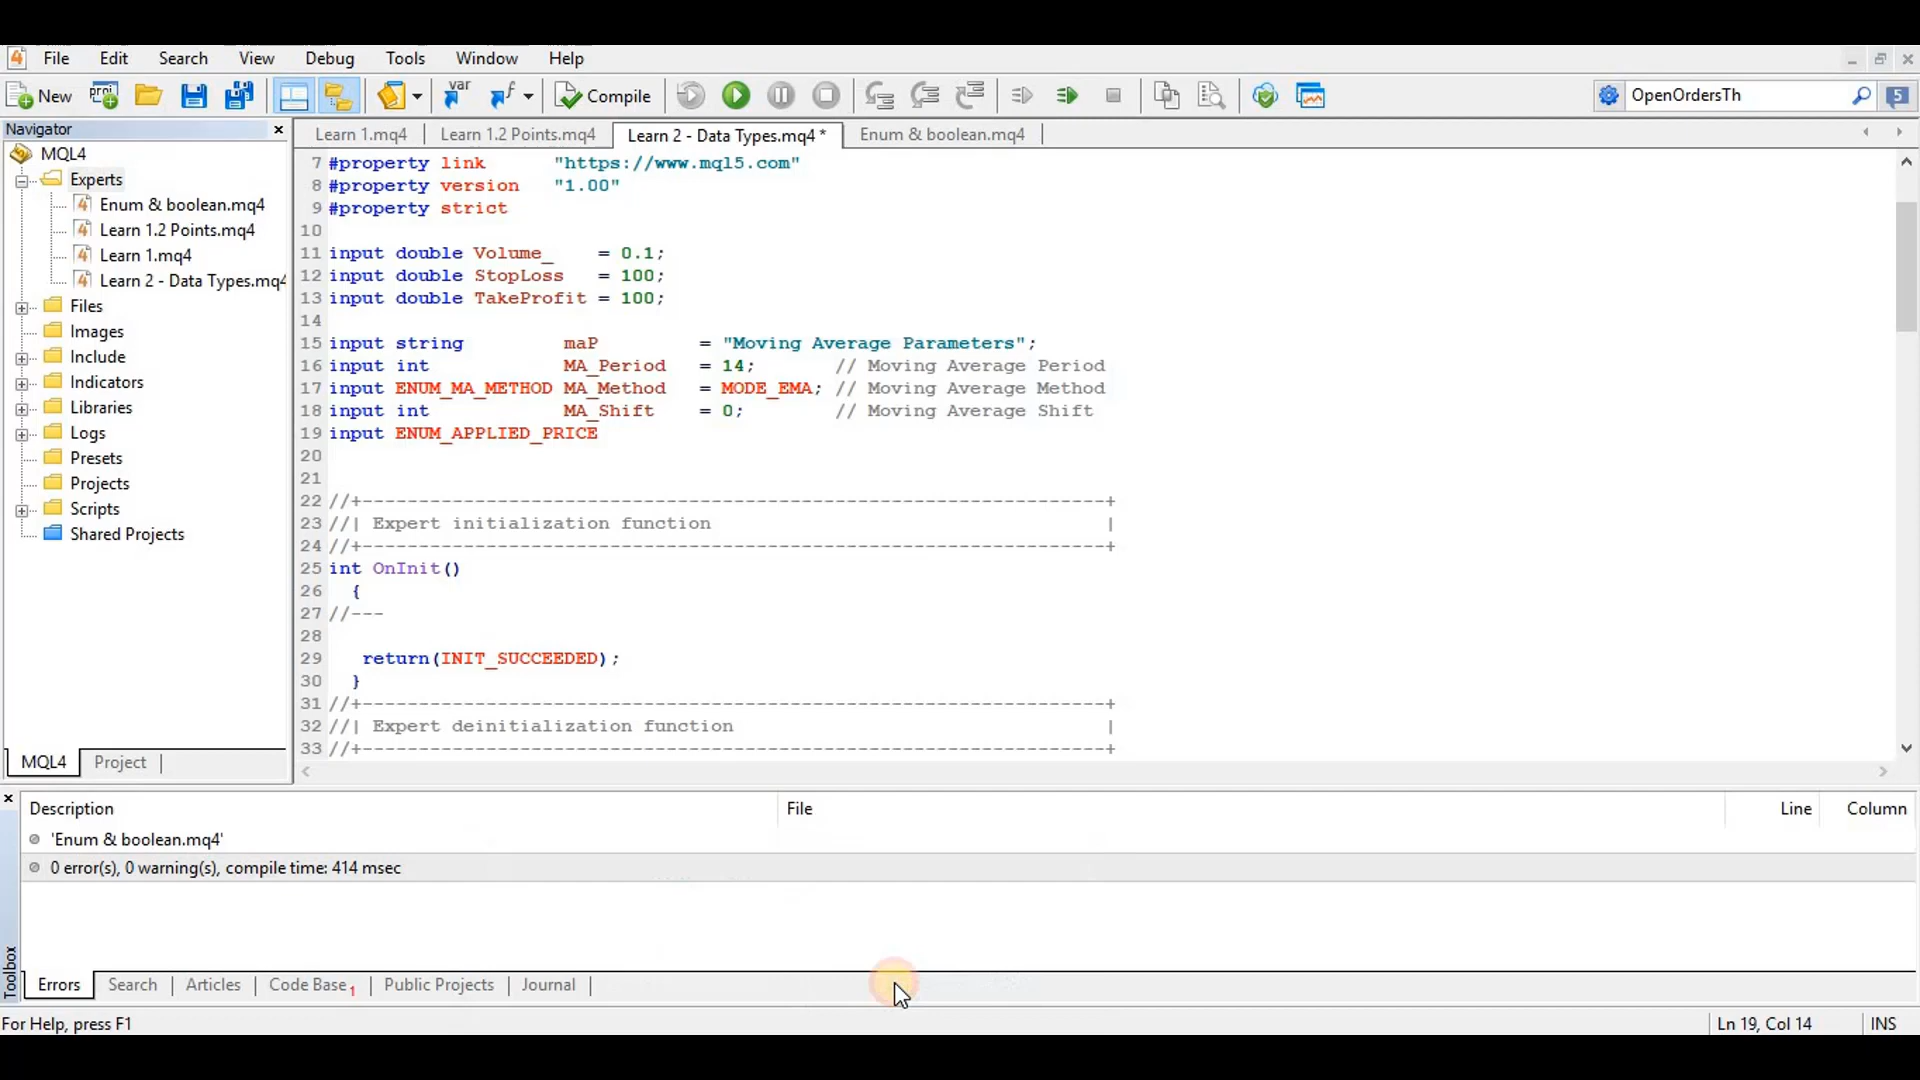 File Edit Search View Debug Tools Window Help
New proj var f Compile OpenOrdersTh 5
Navigator
Learn 1.mq4 Learn 1.2 Points.mq4 Learn 2 - Data Types.mq4 * Enum & boolean.mq4
MQL4
Experts
Enum & boolean.mq4
Learn 1.2 Points.mq4
Learn 1.mq4
Learn 2 - Data Types.mq4
Files
Images
Include
Indicators
Libraries
Logs
Presets
Projects
Scripts
Shared Projects
MQL4 Project
7 #property link "https://www.mql5.com"
8 #property version "1.00"
9 #property strict
10
11 input double Volume_ = 0.1;
12 input double StopLoss = 100;
13 input double TakeProfit = 100;
14
15 input string maP = "Moving Average Parameters";
16 input int MA_Period = 14; // Moving Average Period
17 input ENUM_MA_METHOD MA_Method = MODE_EMA; // Moving Average Method
18 input int MA_Shift = 0; // Moving Average Shift
19 input ENUM_APPLIED_PRICE
20
21
22 //+------------------------------------------------------------------+
23 //| Expert initialization function |
24 //+------------------------------------------------------------------+
25 int OnInit()
26 {
27 //---
28
29 return(INIT_SUCCEEDED);
30 }
31 //+------------------------------------------------------------------+
32 //| Expert deinitialization function |
33 //+------------------------------------------------------------------+
Description File Line Column
'Enum & boolean.mq4'
0 error(s), 0 warning(s), compile time: 414 msec
Toolbox
Errors Search Articles Code Base 1 Public Projects Journal
For Help, press F1 Ln 19, Col 14 INS